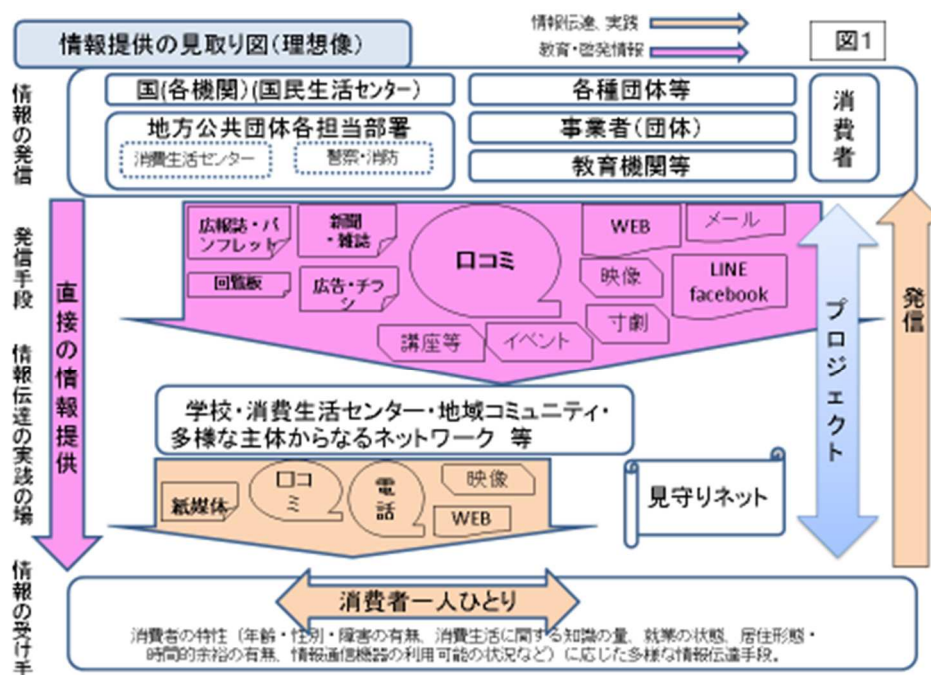 情報提供の見取り図(理想像)
情報伝達、実践
教育・啓発情報
図1
情報の発信
国(各機関)(国民生活センター)
地方公共団体各担当部署
消費生活センター
警察・消防
各種団体等
事業者(団体)
教育機関等
消費者
発信手段
直接の情報提供
広報誌・パ
ンフレット
新聞
・雑誌
回覧板
広告・チラ
シ
口コミ
WEB
メール
映像
LINE
facebook
寸劇
講座等
イベント
プロジェクト
発信
情報伝達の実践の場
学校・消費生活センター・地域コミュニティ・
多様な主体からなるネットワーク 等
紙媒体
口コ
ミ
電
話
映像
WEB
見守りネット
情報の受け手
消費者一人ひとり
消費者の特性(年齢・性別・障害の有無、消費生活に関する知識の量、就業の状態、居住形態・
時間的余裕の有無、情報通信機器の利用可能の状況など)に応じた多様な情報伝達手段。